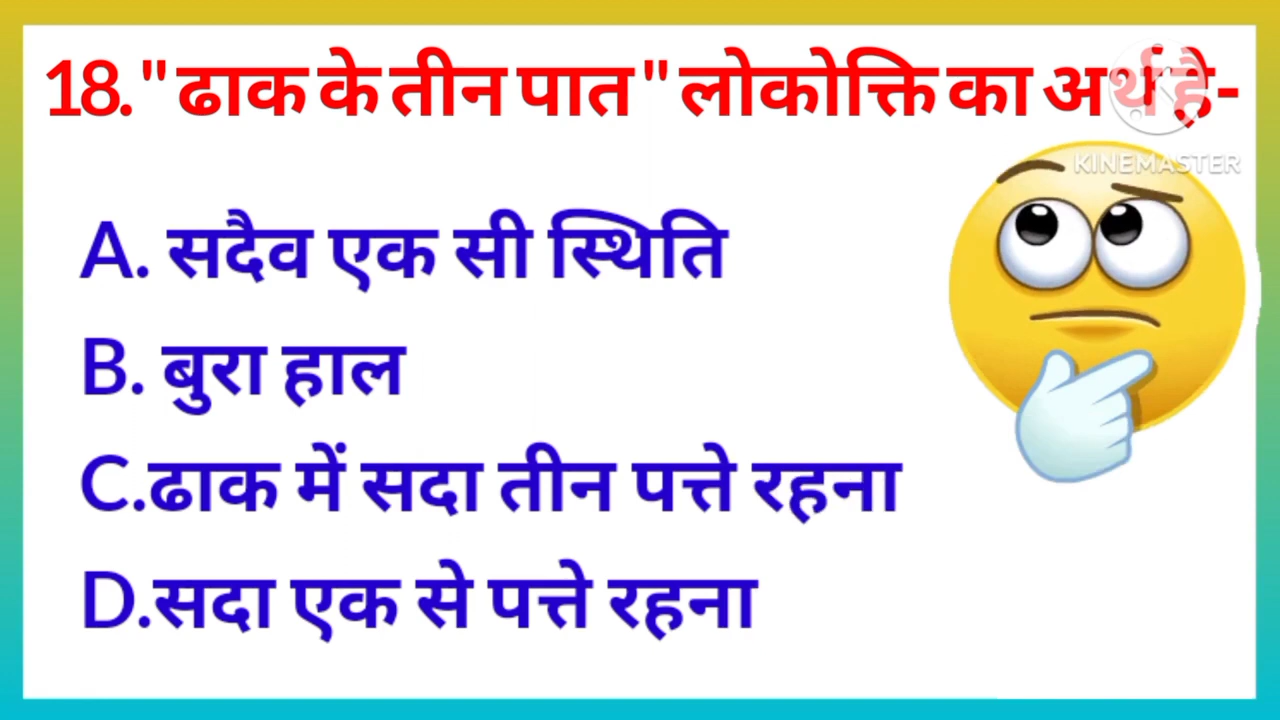 18. " ढाक के तीन पात " लोकोक्ति का अर्थ है-
KINEMASTER
A. सदैव एक सी स्थिति
B. बुरा हाल
C.ढाक में सदा तीन पत्ते रहना
D.सदा एक से पत्ते रहना